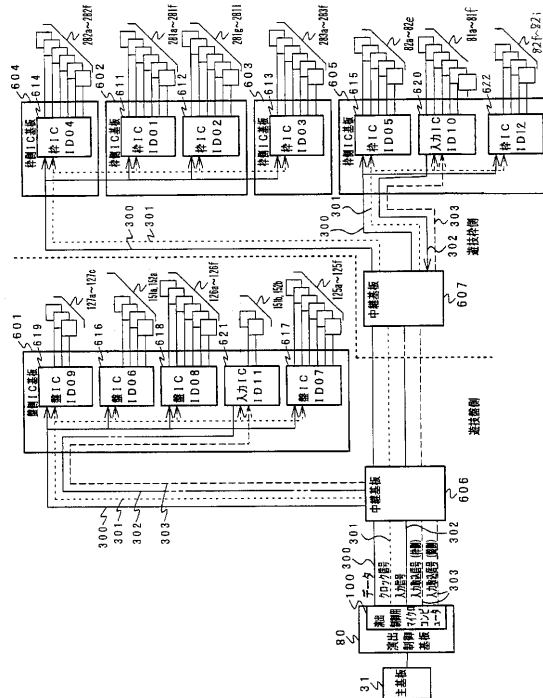 604
614
枠側IC基板
枠IC
ID04
282a~282f
602
611
枠側IC基板
枠IC
ID01
281a~281f
612
枠IC
ID02
281g~281l
603
613
枠側IC基板
枠IC
ID03
283a~283f
605
615
枠側IC基板
枠IC
ID05
82a~82e
620
入力IC
ID10
81a~81f
622
枠IC
ID12
300
301
300
301
302
303
中継基板
607
遊技枠側
遊技盤側
601
619
盤側IC基板
盤IC
ID09
127a~127c
616
盤IC
ID06
151a,152a
618
盤IC
ID08
126a~126f
621
入力IC
ID11
151b,152b
617
盤IC
ID07
125a~125f
300
301
302
303
中継基板
606
300
301
302
303
データ
クロック信号
入力信号
入力取込信号(枠側)
入力取込信号(盤側)
100
演出
制御用
マイクロ
コンピ
ュータ
80
演出制御基板
31
主基板